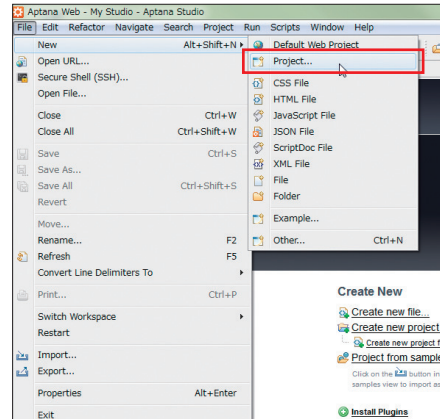 Aptana Web - My Studio - Aptana Studio
File Edit Refactor Navigate Search Project Run Scripts Window Help
New Alt+Shift+N
Open URL...
Secure Shell (SSH)...
Open File...
Close Ctrl+W
Close All Ctrl+Shift+W
Save Ctrl+S
Save As...
Save All Ctrl+Shift+S
Revert
Move...
Rename... F2
Refresh F5
Convert Line Delimiters To
Print... Ctrl+P
Switch Workspace
Restart
Import...
Export...
Properties Alt+Enter
Exit
Default Web Project
Project...
CSS File
HTML File
JavaScript File
JSON File
ScriptDoc File
XML File
File
Folder
Example...
Other... Ctrl+N
Create New
Create new file...
Create new project
Create new project f
Project from sample
Click on the button in
samples view to import as
Install Plugins